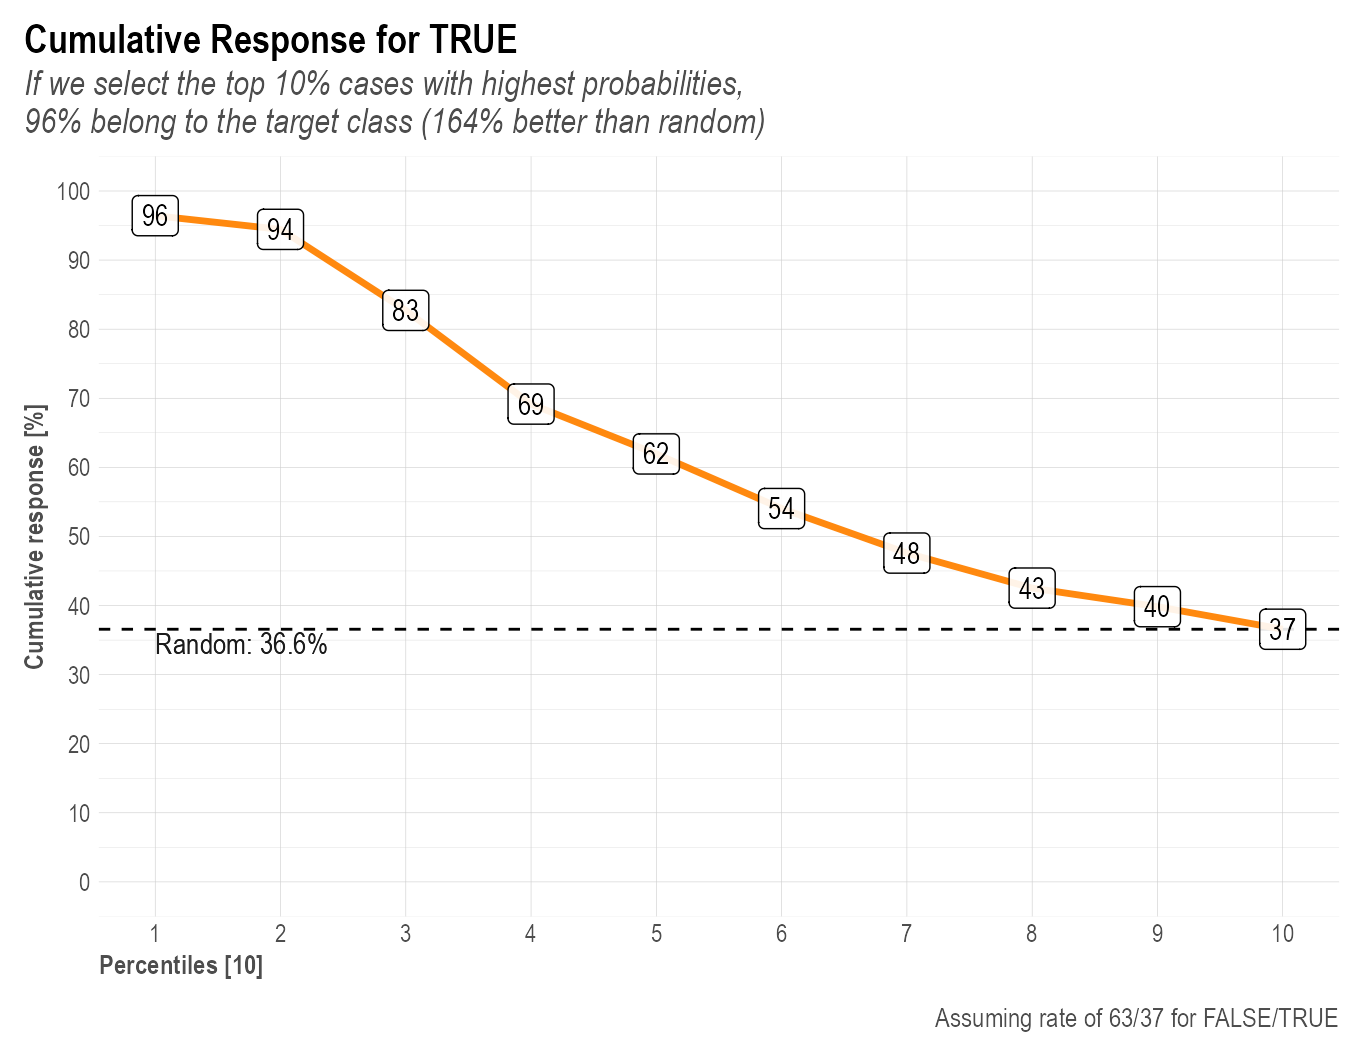 Cumulative Response for TRUE
If we select the top 10% cases with highest probabilities,
96% belong to the target class (164% better than random)
Cumulative response [%]
100
90
80
70
60
50
40
30
20
10
0
96
94
83
69
62
54
48
43
40
37
Random: 36.6%
1 2 3 4 5 6 7 8 9 10
Percentiles [10]
Assuming rate of 63/37 for FALSE/TRUE